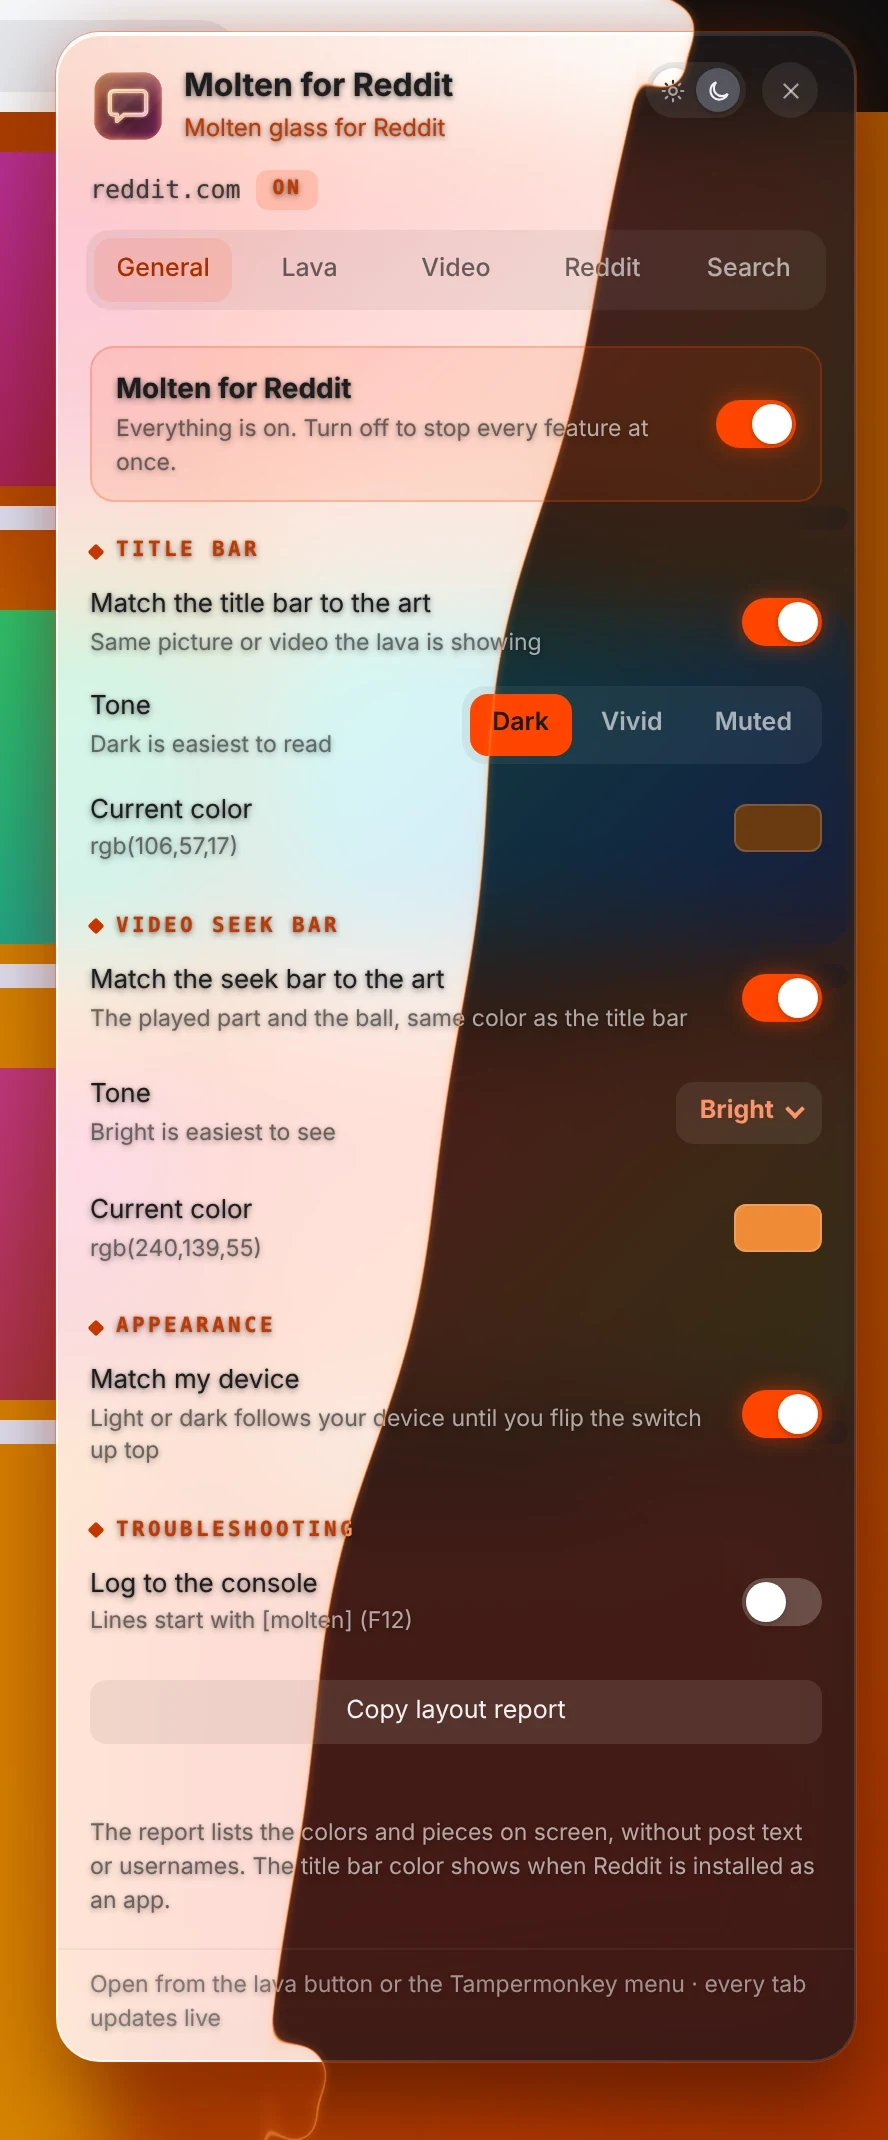 Molten for Reddit
Molten glass for Reddit
reddit.com ON
General Lava Video Reddit Search
Molten for Reddit
Everything is on. Turn off to stop every feature at
once.
TITLE BAR
Match the title bar to the art
Same picture or video the lava is showing
Tone
Dark is easiest to read
Dark Vivid Muted
Current color
rgb(106,57,17)
VIDEO SEEK BAR
Match the seek bar to the art
The played part and the ball, same color as the title bar
Tone
Bright is easiest to see
Bright
Current color
rgb(240,139,55)
APPEARANCE
Match my device
Light or dark follows your device until you flip the switch
up top
TROUBLESHOOTING
Log to the console
Lines start with [molten] (F12)
Copy layout report
The report lists the colors and pieces on screen, without post text
or usernames. The title bar color shows when Reddit is installed as
an app.
Open from the lava button or the Tampermonkey menu · every tab
updates live